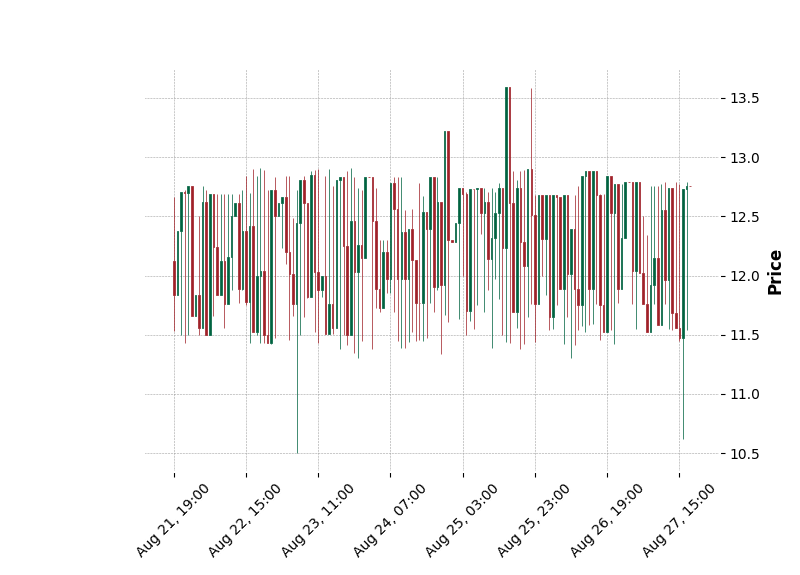 13.5
13.0
12.5
12.0
11.5
11.0
10.5
Price
Aug 21, 19:00
Aug 22, 15:00
Aug 23, 11:00
Aug 24, 07:00
Aug 25, 03:00
Aug 25, 23:00
Aug 26, 19:00
Aug 27, 15:00